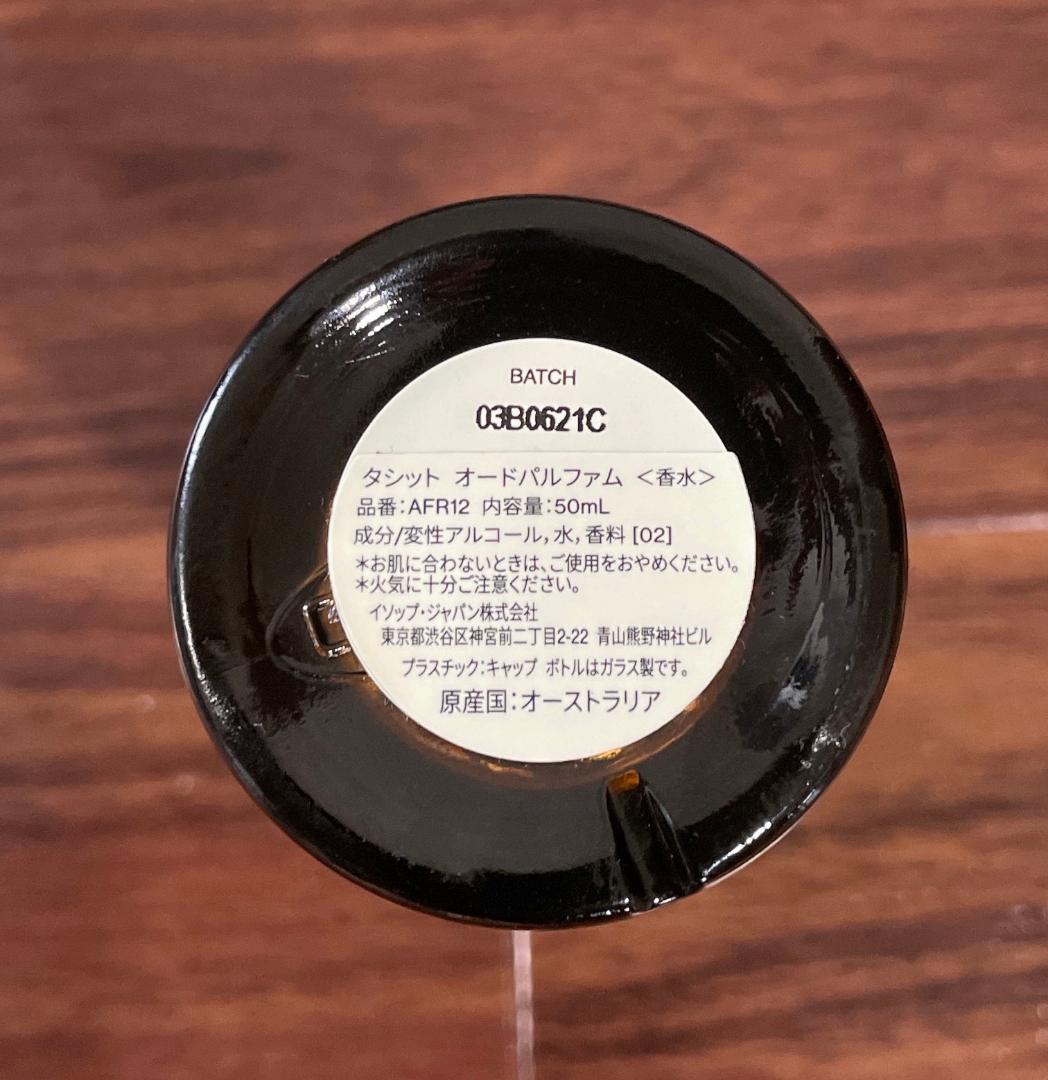 BATCH
03B0621C
タシット オードパルファム ＜香水＞
品番：AFR12 内容量：50mL
成分/変性アルコール, 水, 香料 [02]
＊お肌に合わないときは、ご使用をおやめください。
＊火気に十分ご注意ください。
イソップ・ジャパン株式会社
東京都渋谷区神宮前二丁目2-22 青山熊野神社ビル
プラスチック：キャップ ボトルはガラス製です。
原産国：オーストラリア